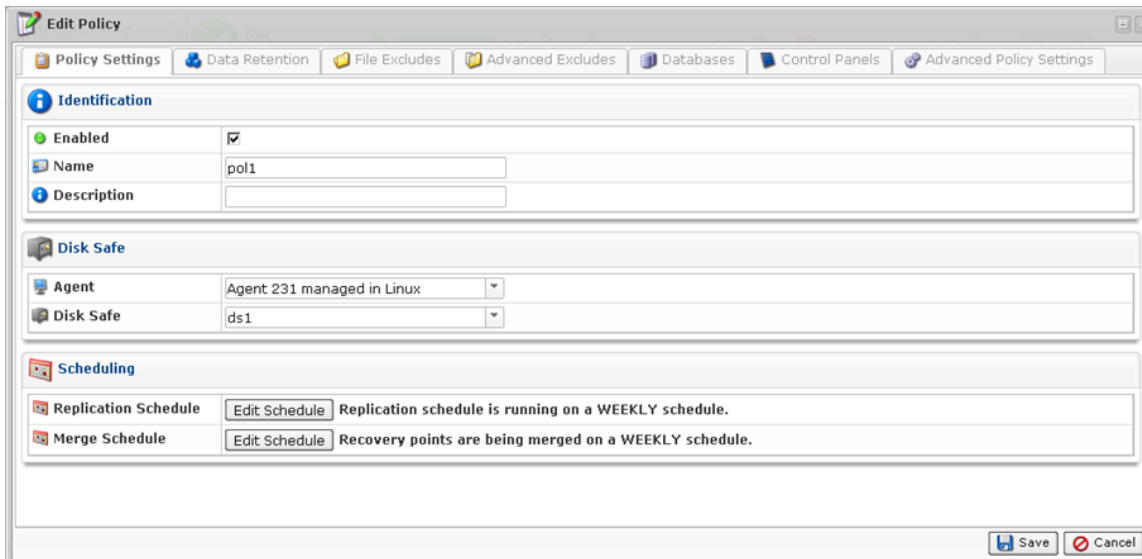 Edit Policy
OK
Policy Settings Data Retention File Excludes Advanced Excludes Databases Control Panels Advanced Policy Settings
Identification
Enabled
Name pol1
Description
Disk Safe
Agent Agent 231 managed in Linux
Disk Safe ds1
Scheduling
Replication Schedule Edit Schedule Replication schedule is running on a WEEKLY schedule.
Merge Schedule Edit Schedule Recovery points are being merged on a WEEKLY schedule.
Save Cancel